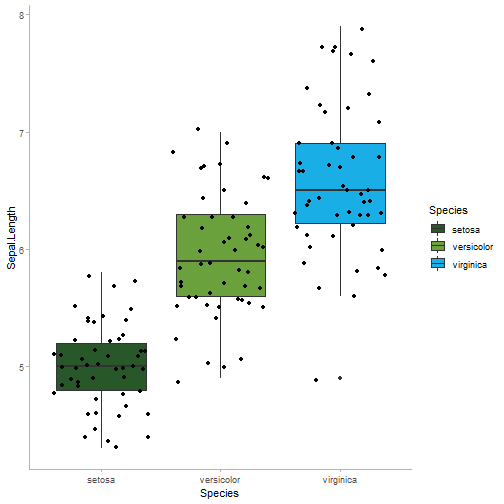 8
7
6
5
Sepal.Length
setosa
versicolor
virginica
Species
Species
setosa
versicolor
virginica